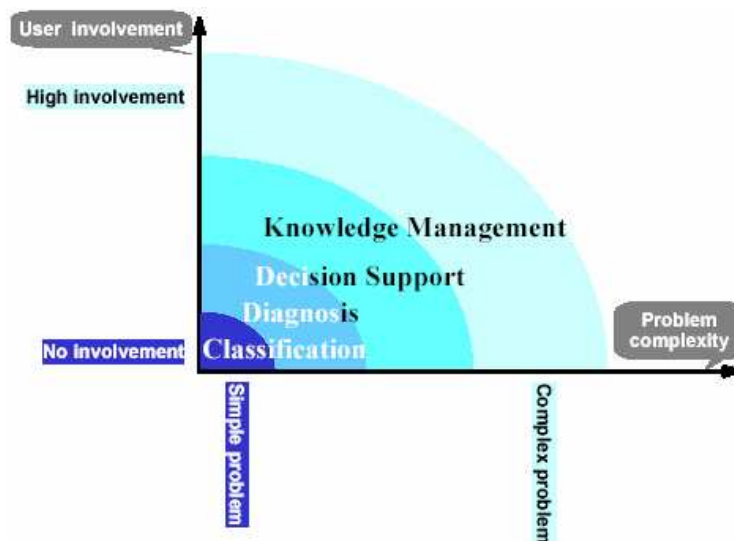 User involvement
High involvement
Knowledge Management
Decision Support
Diagnosis
No involvement
Classification
Problem
complexity
Simple problem
Complex problem